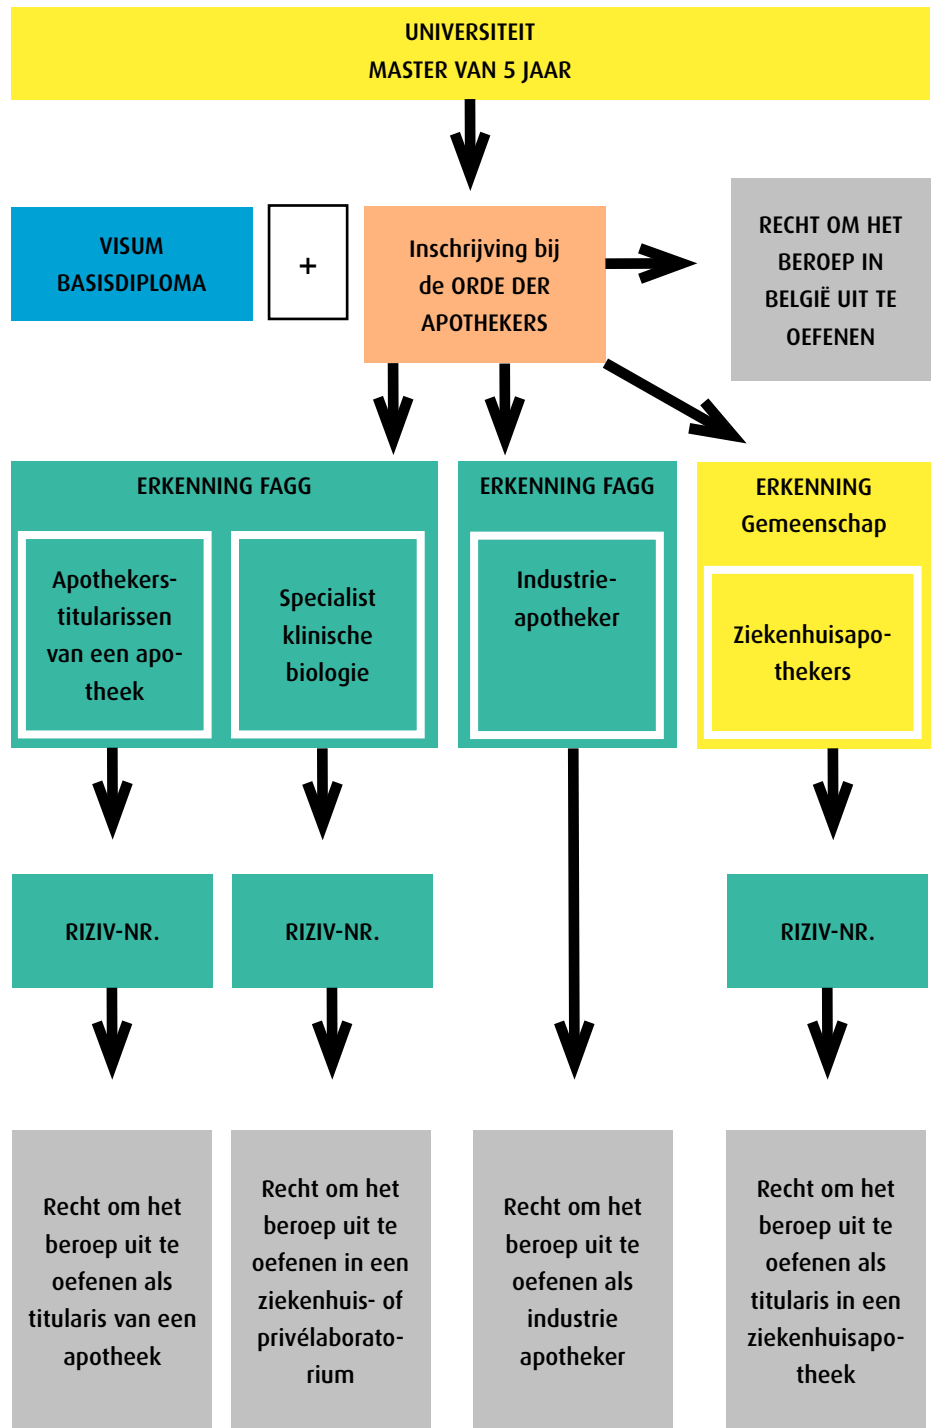 UNIVERSITEIT
MASTER VAN 5 JAAR
VISUM
BASISDIPLOMA
+
Inschrijving bij
de ORDE DER
APOTHEKERS
RECHT OM HET
BEROEP IN
BELGIË UIT TE
OEFENEN
ERKENNING FAGG
Apothekers-
titularissen
van een apo-
theek
Specialist
klinische
biologie
ERKENNING FAGG
Industrie-
apotheker
ERKENNING
Gemeenschap
Ziekenhuisapo-
thekers
RIZIV-NR.
RIZIV-NR.
RIZIV-NR.
Recht om het
beroep uit te
oefenen als
titularis van een
apotheek
Recht om het
beroep uit te
oefenen in een
ziekenhuis- of
privélaborato-
rium
Recht om het
beroep uit te
oefenen als
industrie
apotheker
Recht om het
beroep uit te
oefenen als
titularis in een
ziekenhuisapo-
theek